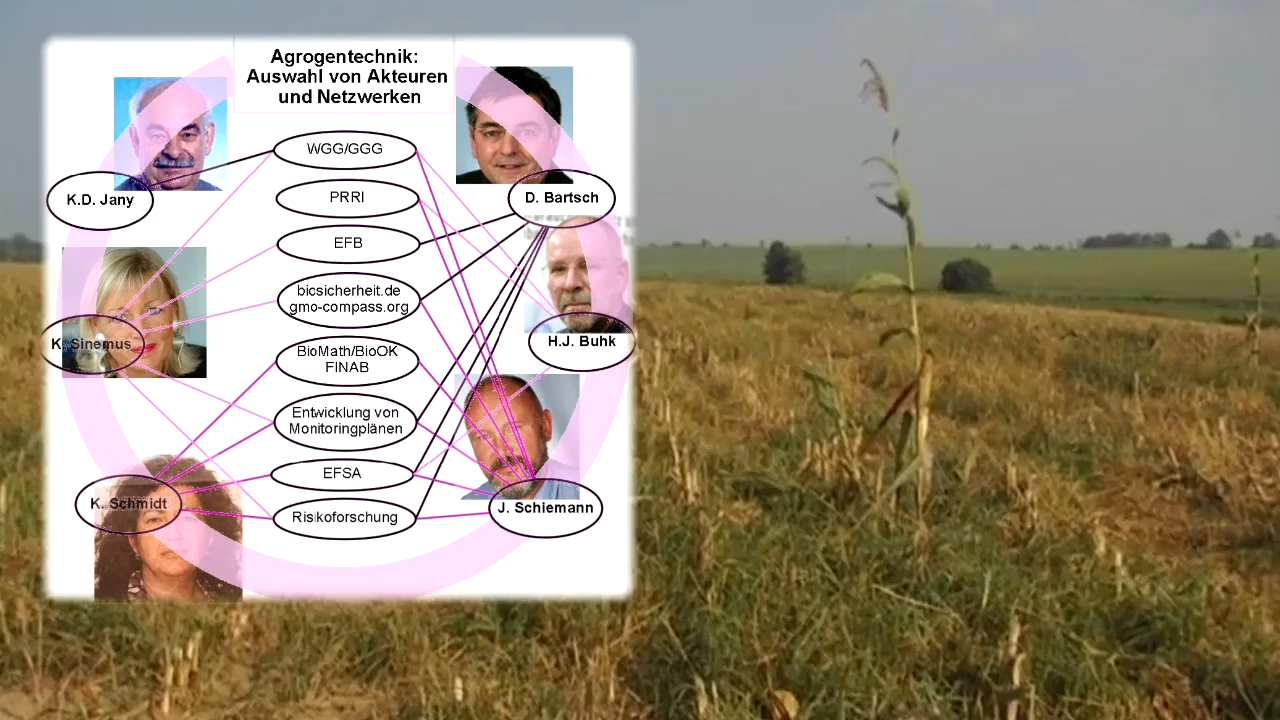 Agrogentechnik:
Auswahl von Akteuren
und Netzwerken
WGG/GGG
PRRI
EFB
biosicherheit.de
gmo-compass.org
BioMath/BioOK
FINAB
Entwicklung von
Monitoringplänen
EFSA
Risikoforschung
K.D. Jany
K. Sinemus
K. Schmidt
D. Bartsch
H.J. Buhk
J. Schiemann